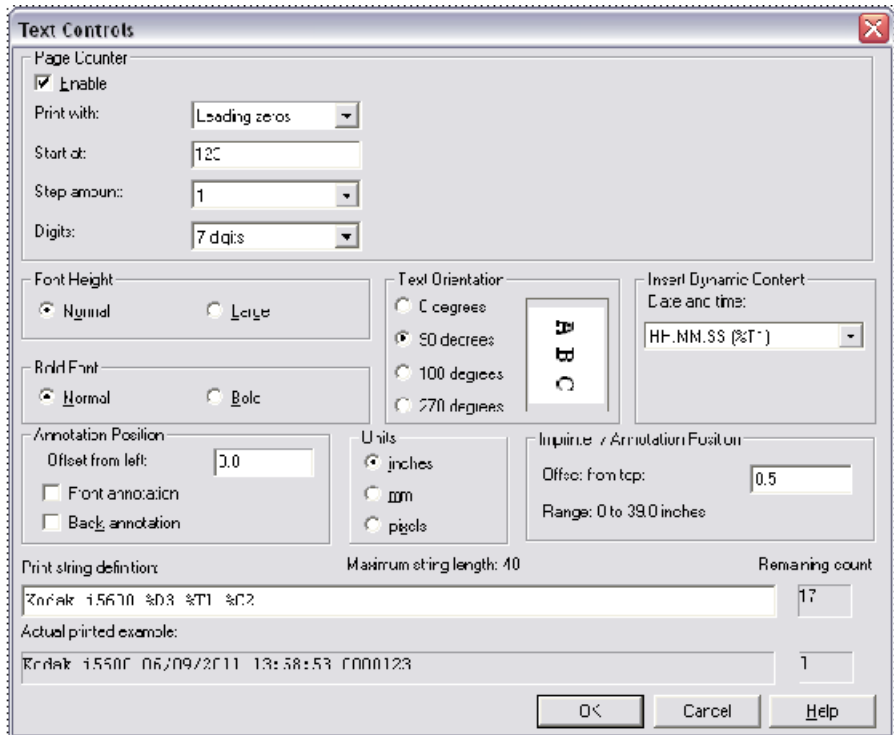 Text Controls
Page Counter
Enable
Print with:
Leading zeros
Start at:
123
Step amount:
1
Digits:
7 digits
Font Height
Normal
Large
Bold Font
Normal
Bold
Text Orientation
0 degrees
90 degrees
180 degrees
270 degrees
A B C
Insert Dynamic Content
Date and time:
HH.MM.SS (%T1)
Annotation Position
Offset from left:
0.0
Front annotation
Back annotation
Units
inches
mm
pixels
Imprinter / Annotation Position
Offset from top:
0.5
Range: 0 to 39.0 inches
Print string definition:
Maximum string length: 40
Remaining count
Kodak i5600 %D3 %T1 %C2
17
Actual printed example:
Kodak i5600 06/09/2011 13:58:53 0000123
1
OK
Cancel
Help